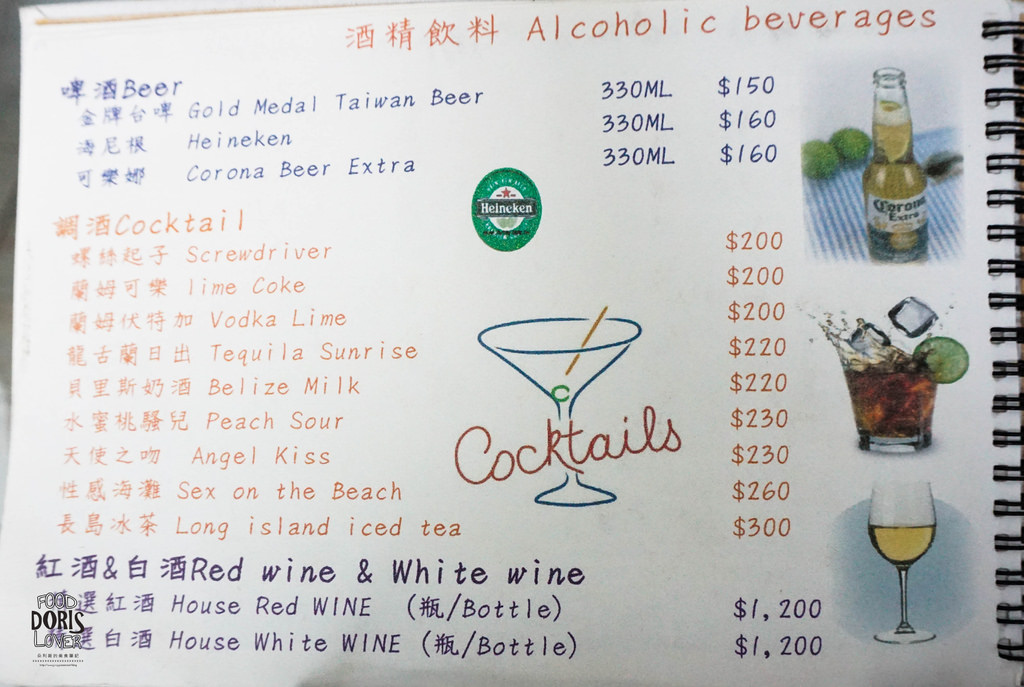 酒精飲料 Alcoholic beverages
啤酒Beer
金牌台啤 Gold Medal Taiwan Beer 330ML $150
海尼根 Heineken 330ML $160
可樂娜 Corona Beer Extra 330ML $160
Heineken
Corona
Extra
調酒Cocktail
螺絲起子 Screwdriver $200
蘭姆可樂 lime Coke $200
蘭姆伏特加 Vodka Lime $200
龍舌蘭日出 Tequila Sunrise $220
貝里斯奶酒 Belize Milk $220
水蜜桃騷兒 Peach Sour $230
天使之吻 Angel Kiss $230
性感海灘 Sex on the Beach $260
長島冰茶 Long island iced tea $300
Cocktails
紅酒&白酒Red wine & White wine
選紅酒 House Red WINE (瓶/Bottle) $1,200
選白酒 House White WINE (瓶/Bottle) $1,200
FOOD
DORIS
LOVER